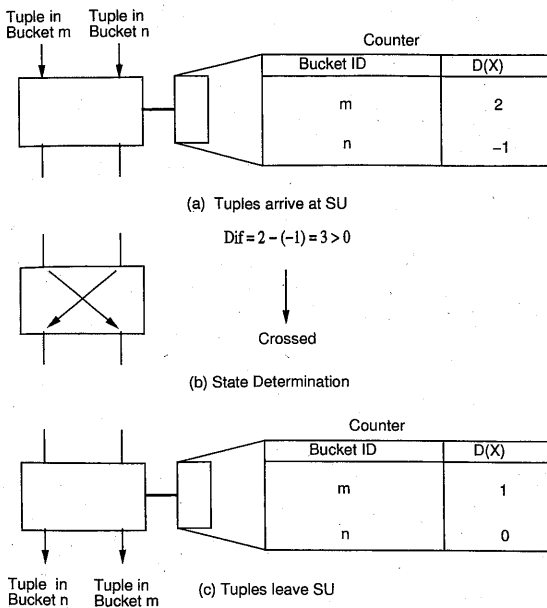 Tuple in
Bucket m
Tuple in
Bucket n
Counter
Bucket ID D(X)
m 2
n -1
(a) Tuples arrive at SU
Dif = 2 - (-1) = 3 > 0
Crossed
(b) State Determination
Counter
Bucket ID D(X)
m 1
n 0
Tuple in
Bucket n
Tuple in
Bucket m
(c) Tuples leave SU